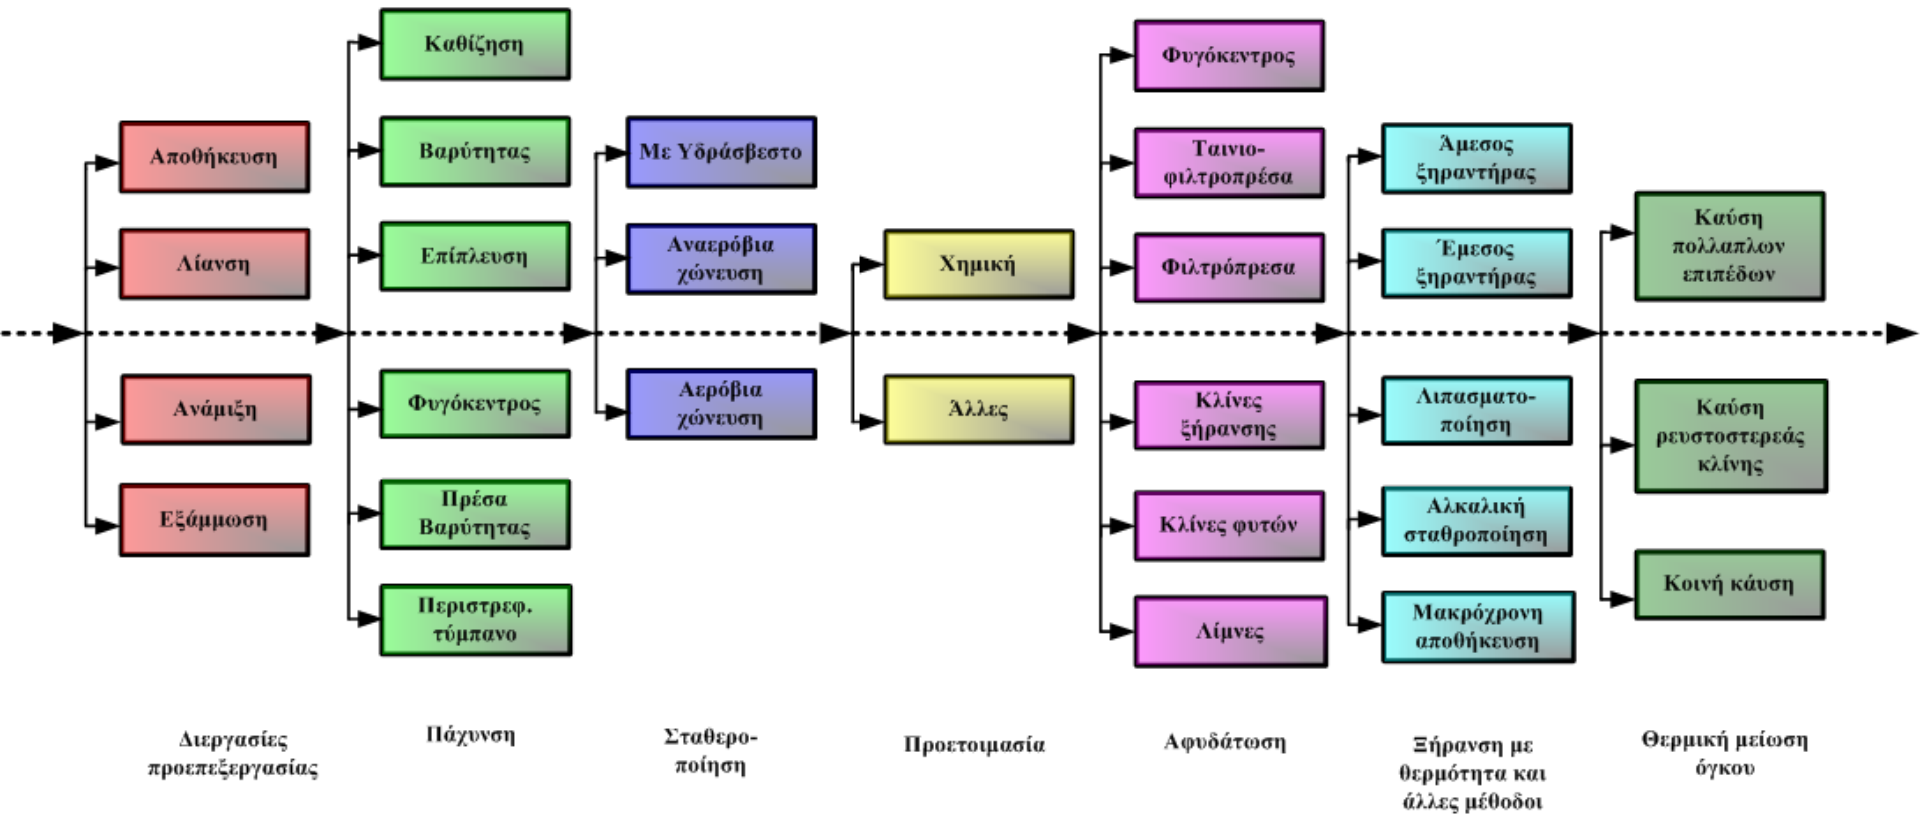 Αποθήκευση
Λίανση
Ανάμιξη
Εξάμμωση
Διεργασίες
προεπεξεργασίας
Καθίζηση
Βαρύτητας
Επίπλευση
Φυγόκεντρος
Πρέσα
Βαρύτητας
Περιστρεφ.
τύμπανο
Πάχυνση
Με Υδράσβεστο
Αναερόβια
χώνευση
Αερόβια
χώνευση
Σταθερο-
ποίηση
Χημική
Άλλες
Προετοιμασία
Φυγόκεντρος
Ταινιο-
φιλτροπρέσα
Φιλτρόπρεσα
Κλίνες
ξήρανσης
Κλίνες φυτών
Λίμνες
Αφυδάτωση
Άμεσος
ξηραντήρας
Έμεσος
ξηραντήρας
Λιπασματο-
ποίηση
Αλκαλική
σταθροποίηση
Μακρόχρονη
αποθήκευση
Ξήρανση με
θερμότητα και
άλλες μέθοδοι
Καύση
πολλαπλων
επιπέδων
Καύση
ρευστοστερεάς
κλίνης
Κοινή κάυση
Θερμική μείωση
όγκου